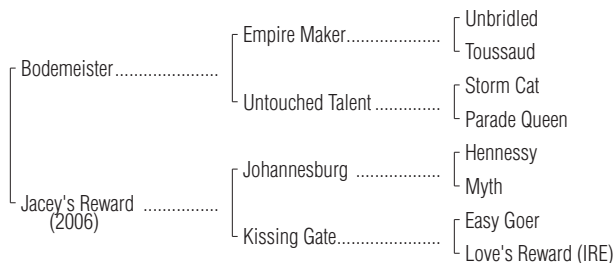 Unbridled
Empire Maker.....................
Toussaud
Bodemeister.......................
Storm Cat
Untouched Talent ...............
Parade Queen
Hennessy
Johannesburg ...................
Myth
Jacey's Reward .................
(2006)
Easy Goer
Kissing Gate.......................
Love's Reward (IRE)